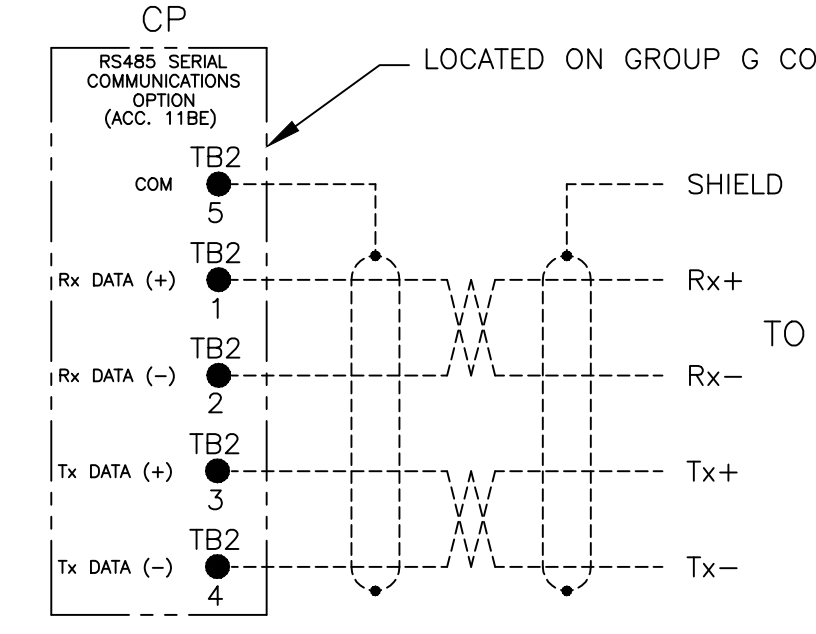 CP
RS485 SERIAL
COMMUNICATIONS
OPTION
(ACC. 11BE)
LOCATED ON GROUP G CO
TB2
COM
5
SHIELD
TB2
Rx DATA (+)
1
Rx+
TO
TB2
Rx DATA (-)
2
Rx-
TB2
Tx DATA (+)
3
Tx+
TB2
Tx DATA (-)
4
Tx-